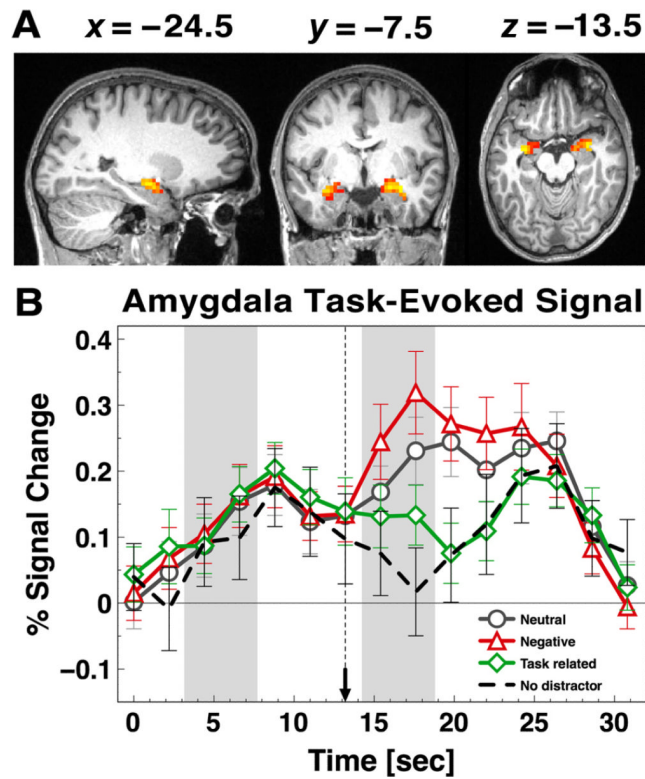 A
x = −24.5 y = −7.5 z = −13.5
B Amygdala Task-Evoked Signal
% Signal Change
0.4
0.3
0.2
0.1
0
−0.1
Neutral
Negative
Task related
No distractor
0 5 10 15 20 25 30
Time [sec]